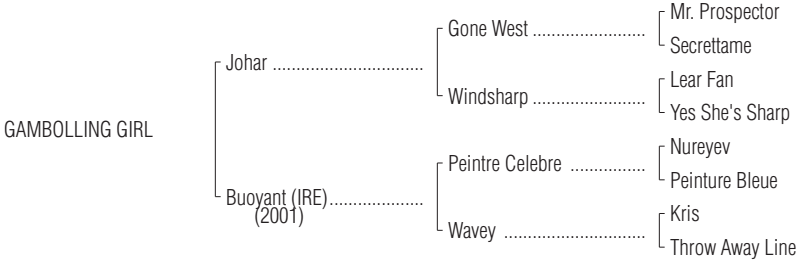 Mr. Prospector
Gone West ........................
Secrettame
Johar ................................
Lear Fan
Windsharp ........................
Yes She's Sharp
GAMBOLLING GIRL
Nureyev
Peintre Celebre ................
Peinture Bleue
Buoyant (IRE)....................
(2001)
Kris
Wavey ..............................
Throw Away Line